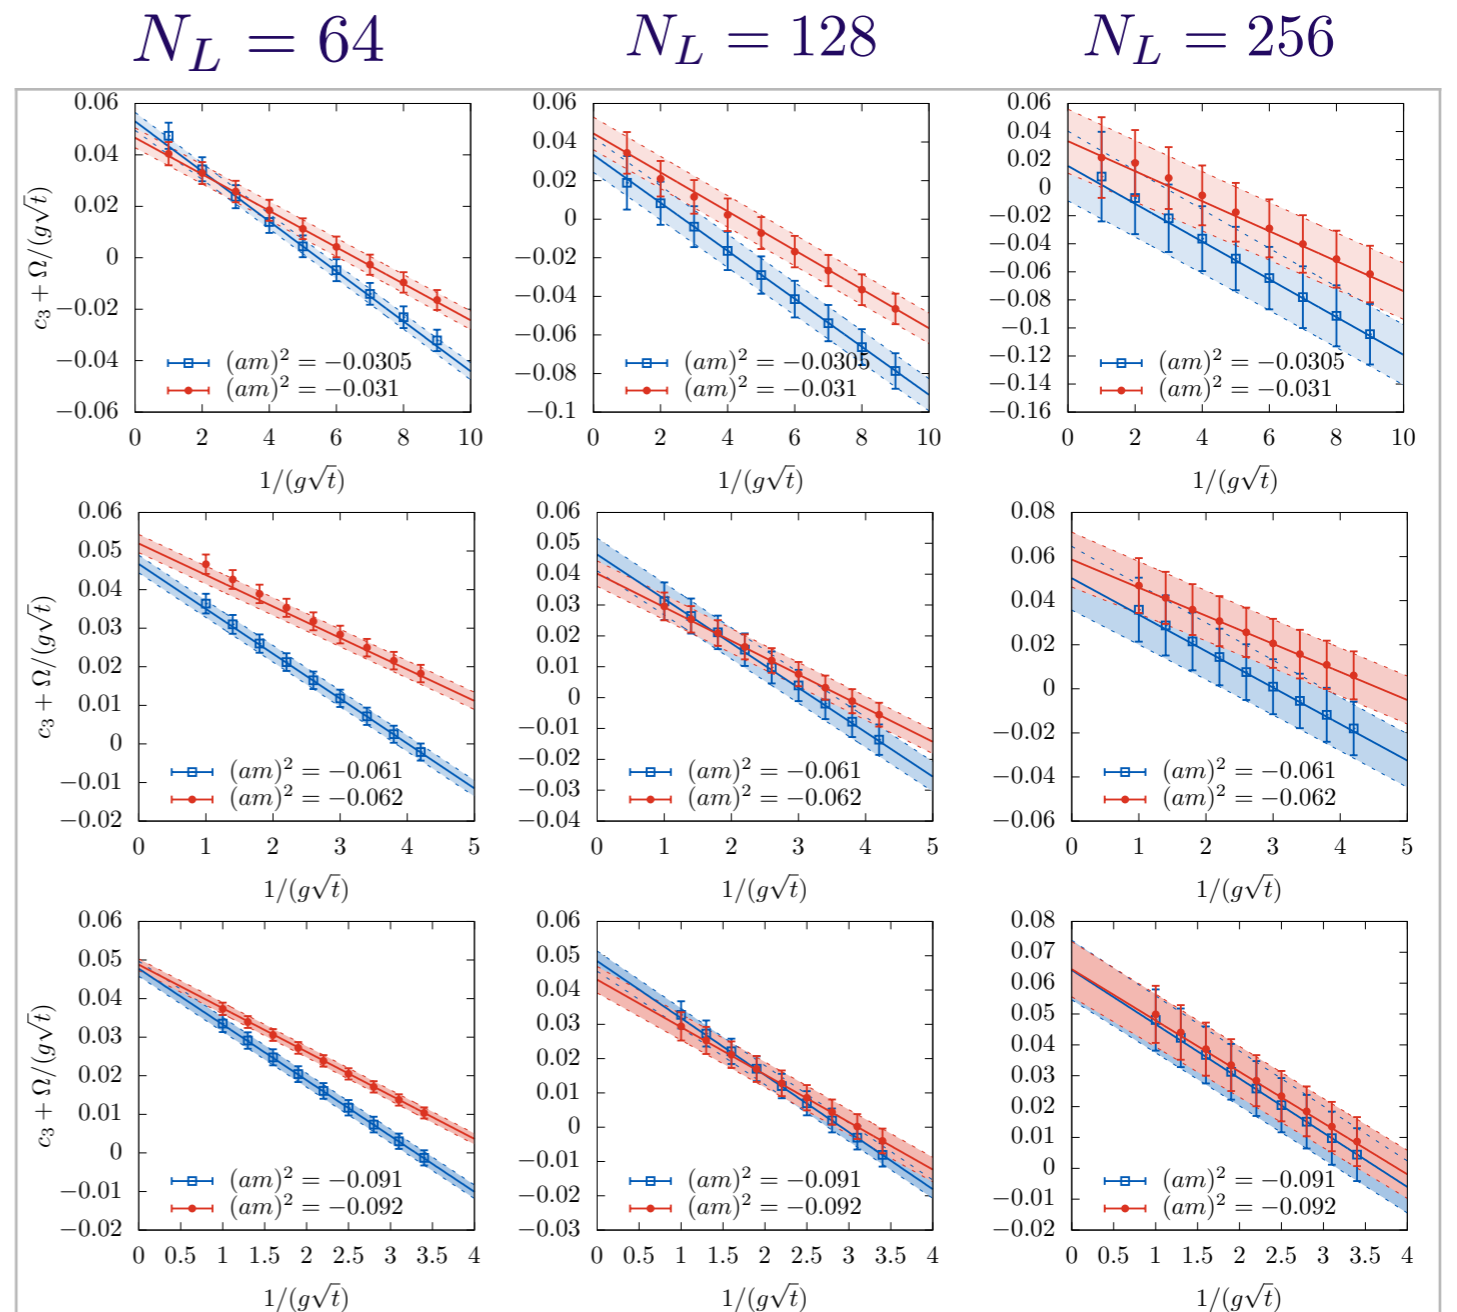 N_L = 64 N_L = 128 N_L = 256
c₃ + Ω/(g√t)
0.06
0.04
0.02
0
−0.02
−0.04
−0.06
(am)² = −0.0305
(am)² = −0.031
0 2 4 6 8 10
1/(g√t)
0.06
0.04
0.02
0
−0.02
−0.04
−0.06
−0.08
−0.1
(am)² = −0.0305
(am)² = −0.031
0 2 4 6 8 10
1/(g√t)
0.06
0.04
0.02
0
−0.02
−0.04
−0.06
−0.08
−0.1
−0.12
−0.14
−0.16
(am)² = −0.0305
(am)² = −0.031
0 2 4 6 8 10
1/(g√t)
c₃ + Ω/(g√t)
0.06
0.05
0.04
0.03
0.02
0.01
0
−0.01
−0.02
(am)² = −0.061
(am)² = −0.062
0 1 2 3 4 5
1/(g√t)
0.06
0.05
0.04
0.03
0.02
0.01
0
−0.01
−0.02
−0.03
−0.04
(am)² = −0.061
(am)² = −0.062
0 1 2 3 4 5
1/(g√t)
0.08
0.06
0.04
0.02
0
−0.02
−0.04
−0.06
(am)² = −0.061
(am)² = −0.062
0 1 2 3 4 5
1/(g√t)
c₃ + Ω/(g√t)
0.06
0.05
0.04
0.03
0.02
0.01
0
−0.01
−0.02
(am)² = −0.091
(am)² = −0.092
0 0.5 1 1.5 2 2.5 3 3.5 4
1/(g√t)
0.06
0.05
0.04
0.03
0.02
0.01
0
−0.01
−0.02
−0.03
(am)² = −0.091
(am)² = −0.092
0 0.5 1 1.5 2 2.5 3 3.5 4
1/(g√t)
0.08
0.07
0.06
0.05
0.04
0.03
0.02
0.01
0
−0.01
−0.02
(am)² = −0.091
(am)² = −0.092
0 0.5 1 1.5 2 2.5 3 3.5 4
1/(g√t)